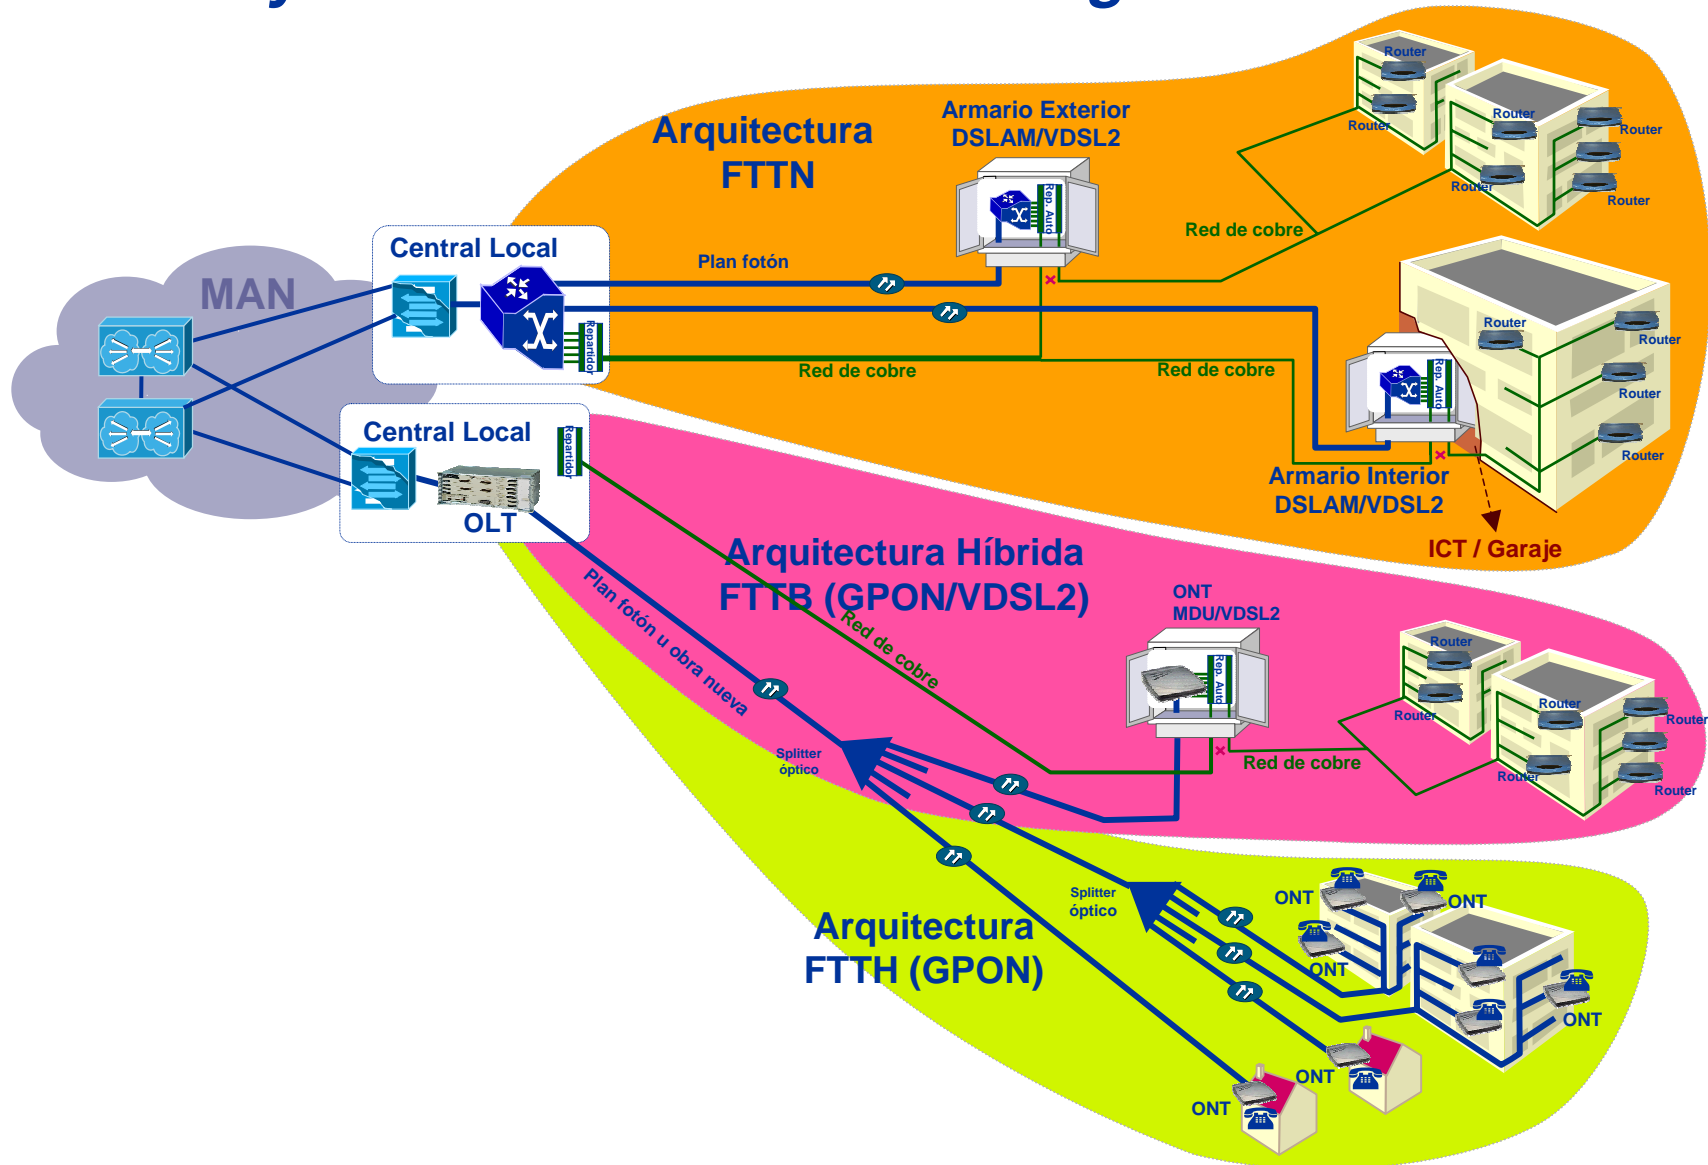 Arquitectura
FTTN
Armario Exterior
DSLAM/VDSL2
Rep. Auto
Router
Router
Router
Router
Router
Router
Router
Red de cobre
MAN
Central Local
Repartidor
Plan fotón
Red de cobre
Red de cobre
Rep. Auto
Router
Router
Router
Router
Armario Interior
DSLAM/VDSL2
ICT / Garaje
Central Local
Repartidor
OLT
Arquitectura Híbrida
FTTB (GPON/VDSL2)
Plan fotón u obra nueva
Red de cobre
ONT
MDU/VDSL2
Rep. Auto
Red de cobre
Router
Router
Router
Router
Router
Router
Splitter
óptico
Arquitectura
FTTH (GPON)
Splitter
óptico
ONT
ONT
ONT
ONT
ONT
ONT